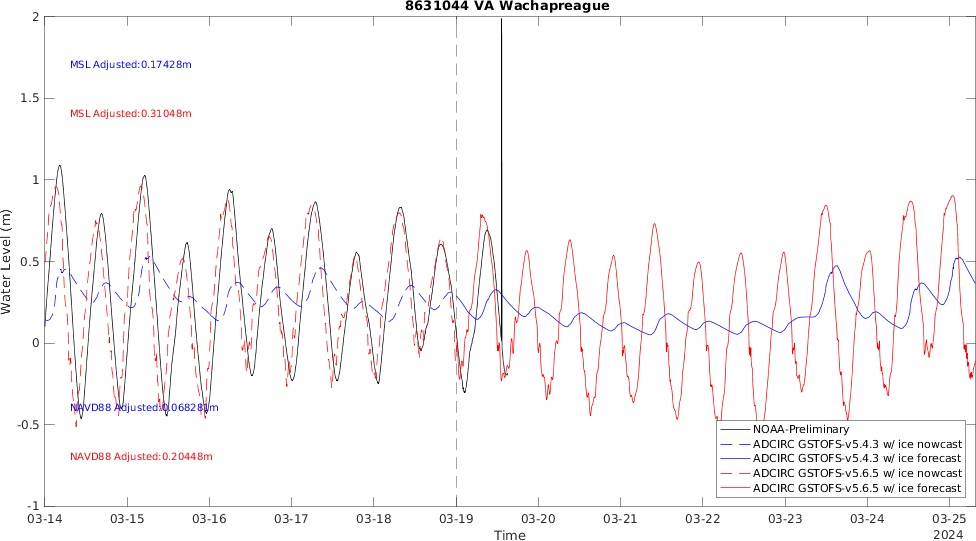 8631044 VA Wachapreague
Water Level (m)
2
1.5
1
0.5
0
-0.5
-1
MSL Adjusted:0.17428m
MSL Adjusted:0.31048m
NAVD88 Adjusted:0.068281m
NAVD88 Adjusted:0.20448m
NOAA-Preliminary
ADCIRC GSTOFS-v5.4.3 w/ ice nowcast
ADCIRC GSTOFS-v5.4.3 w/ ice forecast
ADCIRC GSTOFS-v5.6.5 w/ ice nowcast
ADCIRC GSTOFS-v5.6.5 w/ ice forecast
03-14 03-15 03-16 03-17 03-18 03-19 03-20 03-21 03-22 03-23 03-24 03-25
2024
Time